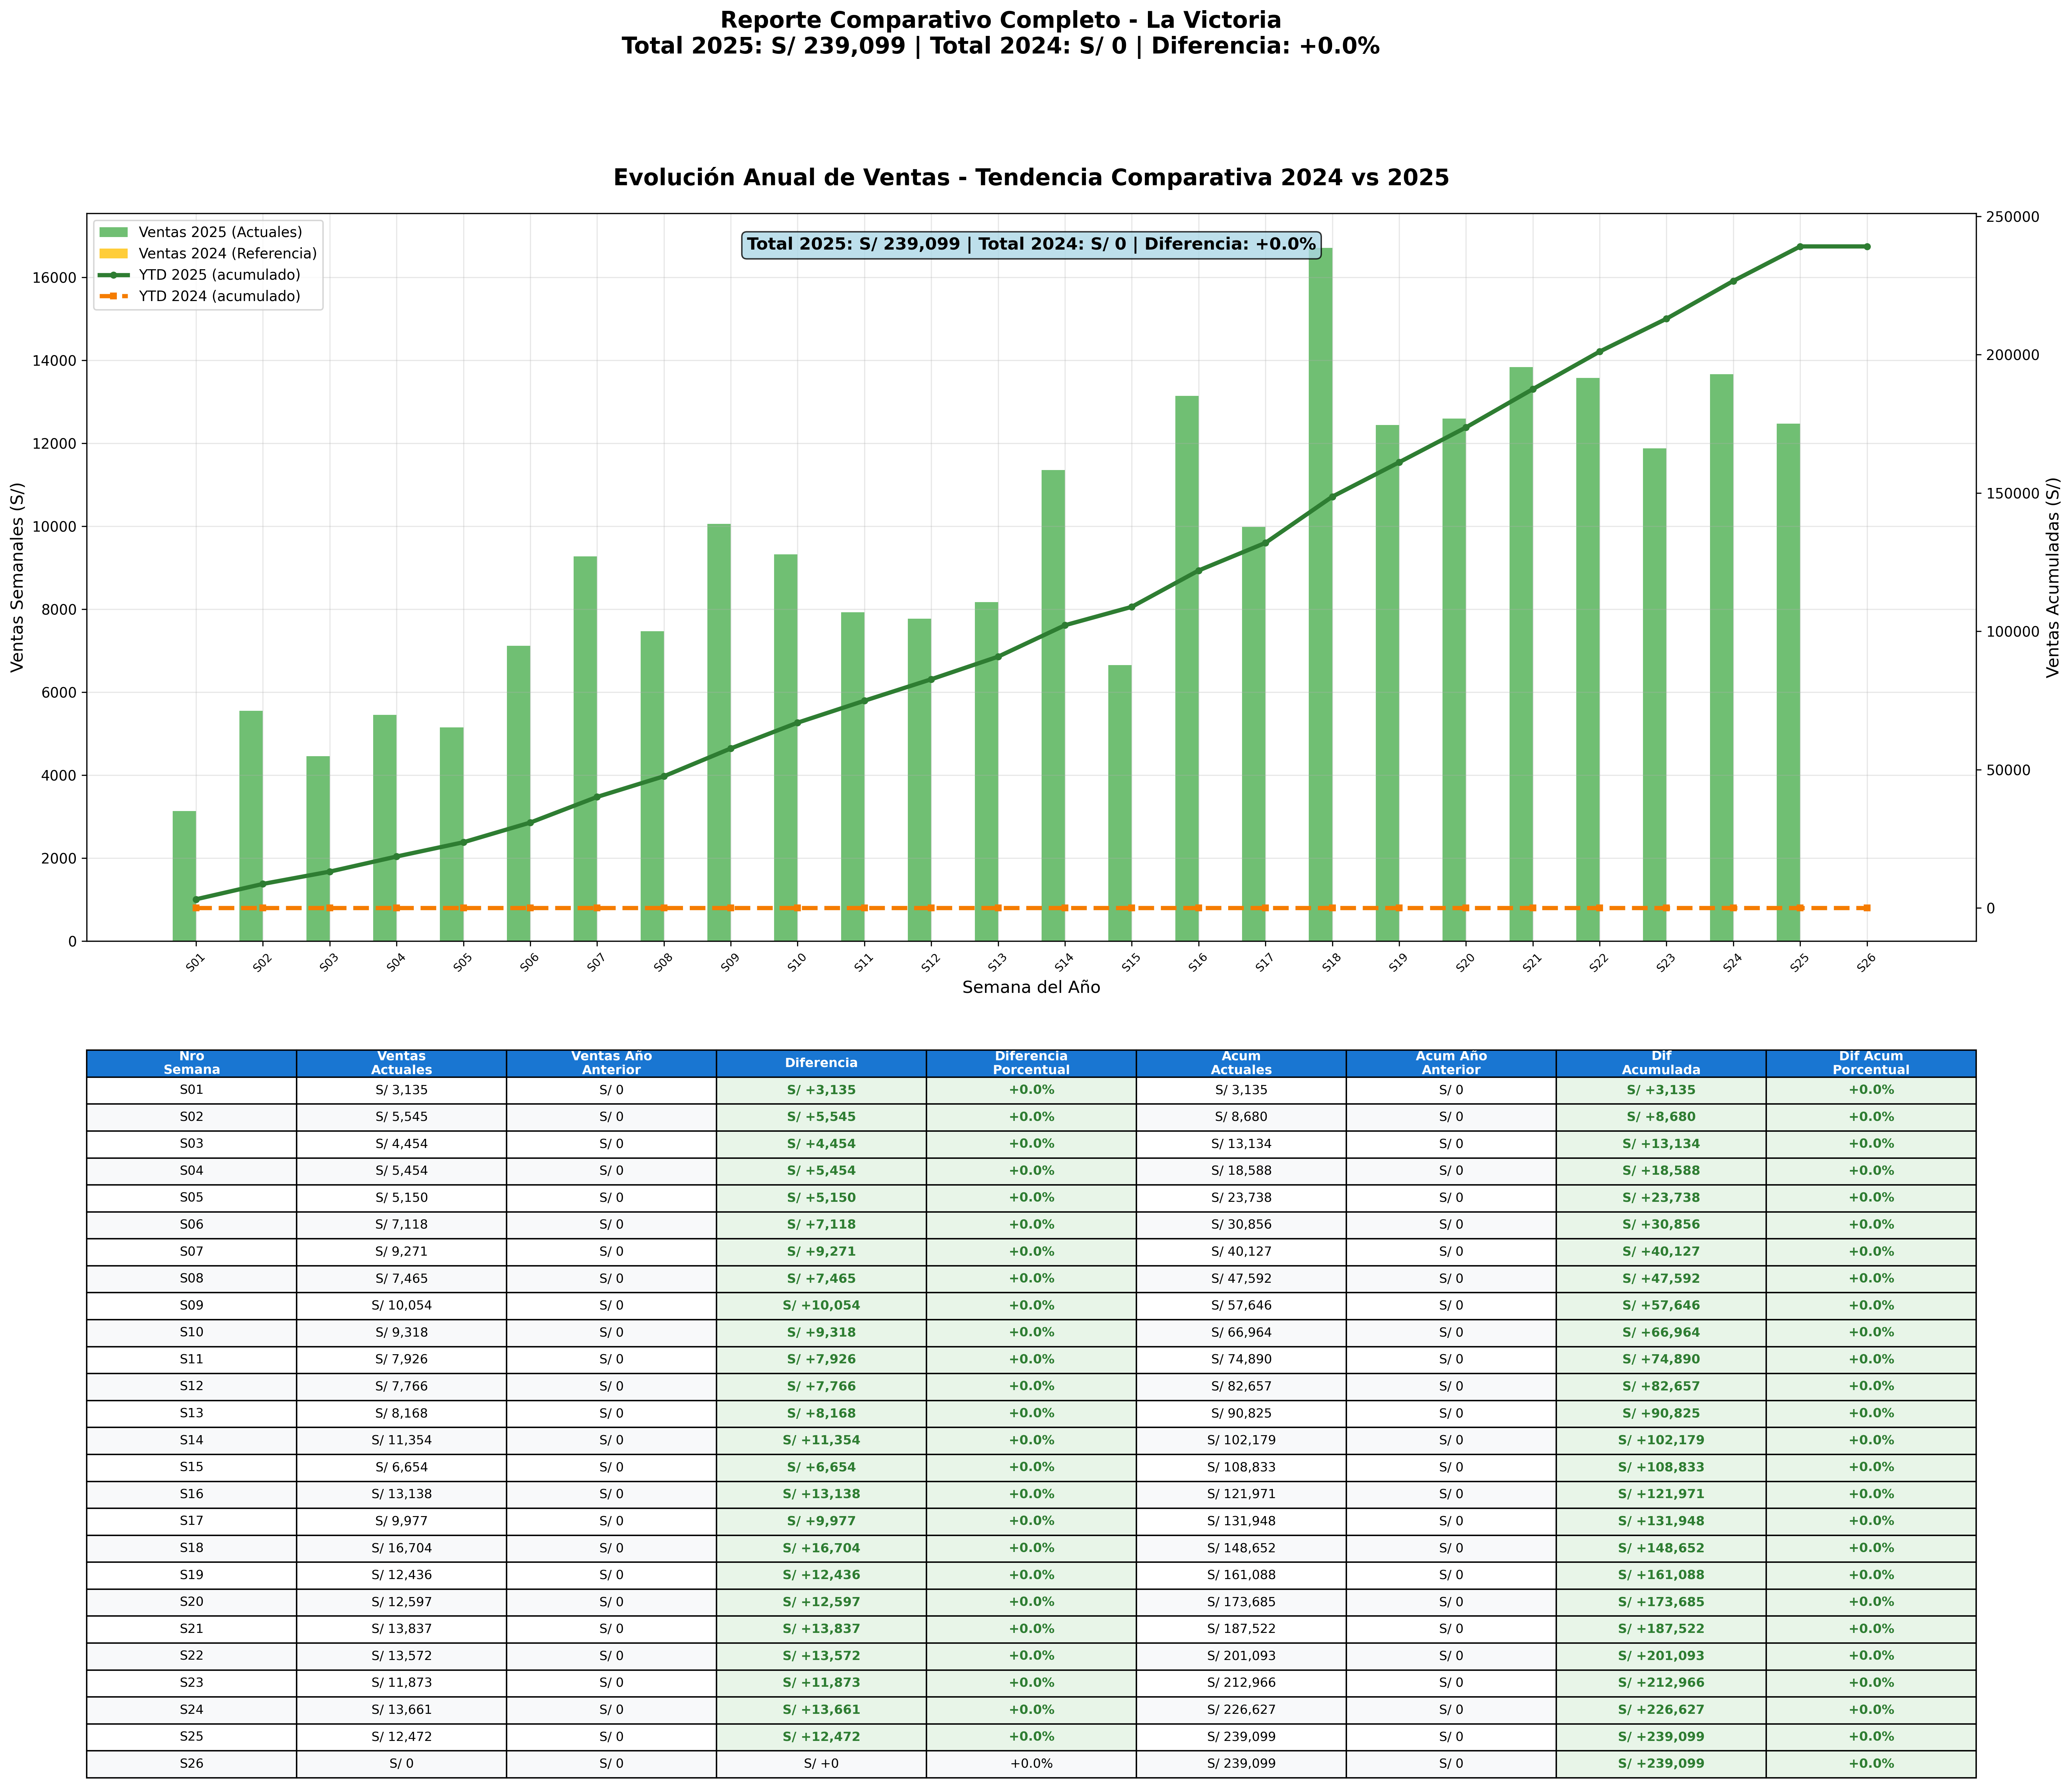 Reporte Comparativo Completo - La Victoria
Total 2025: S/ 239,099 | Total 2024: S/ 0 | Diferencia: +0.0%
Evolución Anual de Ventas - Tendencia Comparativa 2024 vs 2025
Ventas 2025 (Actuales)
Ventas 2024 (Referencia)
YTD 2025 (acumulado)
YTD 2024 (acumulado)
Total 2025: S/ 239,099 | Total 2024: S/ 0 | Diferencia: +0.0%
Ventas Semanales (S/)
16000
14000
12000
10000
8000
6000
4000
2000
0
250000
200000
150000
100000
50000
0
Ventas Acumuladas (S/)
S01 S02 S03 S04 S05 S06 S07 S08 S09 S10 S11 S12 S13 S14 S15 S16 S17 S18 S19 S20 S21 S22 S23 S24 S25 S26
Semana del Año
Nro Semana Ventas Actuales Ventas Año Anterior Diferencia Diferencia Porcentual Acum Actuales Acum Año Anterior Dif Acumulada Dif Acum Porcentual
S01 S/ 3,135 S/ 0 S/ +3,135 +0.0% S/ 3,135 S/ 0 S/ +3,135 +0.0%
S02 S/ 5,545 S/ 0 S/ +5,545 +0.0% S/ 8,680 S/ 0 S/ +8,680 +0.0%
S03 S/ 4,454 S/ 0 S/ +4,454 +0.0% S/ 13,134 S/ 0 S/ +13,134 +0.0%
S04 S/ 5,454 S/ 0 S/ +5,454 +0.0% S/ 18,588 S/ 0 S/ +18,588 +0.0%
S05 S/ 5,150 S/ 0 S/ +5,150 +0.0% S/ 23,738 S/ 0 S/ +23,738 +0.0%
S06 S/ 7,118 S/ 0 S/ +7,118 +0.0% S/ 30,856 S/ 0 S/ +30,856 +0.0%
S07 S/ 9,271 S/ 0 S/ +9,271 +0.0% S/ 40,127 S/ 0 S/ +40,127 +0.0%
S08 S/ 7,465 S/ 0 S/ +7,465 +0.0% S/ 47,592 S/ 0 S/ +47,592 +0.0%
S09 S/ 10,054 S/ 0 S/ +10,054 +0.0% S/ 57,646 S/ 0 S/ +57,646 +0.0%
S10 S/ 9,318 S/ 0 S/ +9,318 +0.0% S/ 66,964 S/ 0 S/ +66,964 +0.0%
S11 S/ 7,926 S/ 0 S/ +7,926 +0.0% S/ 74,890 S/ 0 S/ +74,890 +0.0%
S12 S/ 7,766 S/ 0 S/ +7,766 +0.0% S/ 82,657 S/ 0 S/ +82,657 +0.0%
S13 S/ 8,168 S/ 0 S/ +8,168 +0.0% S/ 90,825 S/ 0 S/ +90,825 +0.0%
S14 S/ 11,354 S/ 0 S/ +11,354 +0.0% S/ 102,179 S/ 0 S/ +102,179 +0.0%
S15 S/ 6,654 S/ 0 S/ +6,654 +0.0% S/ 108,833 S/ 0 S/ +108,833 +0.0%
S16 S/ 13,138 S/ 0 S/ +13,138 +0.0% S/ 121,971 S/ 0 S/ +121,971 +0.0%
S17 S/ 9,977 S/ 0 S/ +9,977 +0.0% S/ 131,948 S/ 0 S/ +131,948 +0.0%
S18 S/ 16,704 S/ 0 S/ +16,704 +0.0% S/ 148,652 S/ 0 S/ +148,652 +0.0%
S19 S/ 12,436 S/ 0 S/ +12,436 +0.0% S/ 161,088 S/ 0 S/ +161,088 +0.0%
S20 S/ 12,597 S/ 0 S/ +12,597 +0.0% S/ 173,685 S/ 0 S/ +173,685 +0.0%
S21 S/ 13,837 S/ 0 S/ +13,837 +0.0% S/ 187,522 S/ 0 S/ +187,522 +0.0%
S22 S/ 13,572 S/ 0 S/ +13,572 +0.0% S/ 201,093 S/ 0 S/ +201,093 +0.0%
S23 S/ 11,873 S/ 0 S/ +11,873 +0.0% S/ 212,966 S/ 0 S/ +212,966 +0.0%
S24 S/ 13,661 S/ 0 S/ +13,661 +0.0% S/ 226,627 S/ 0 S/ +226,627 +0.0%
S25 S/ 12,472 S/ 0 S/ +12,472 +0.0% S/ 239,099 S/ 0 S/ +239,099 +0.0%
S26 S/ 0 S/ 0 S/ +0 +0.0% S/ 239,099 S/ 0 S/ +239,099 +0.0%